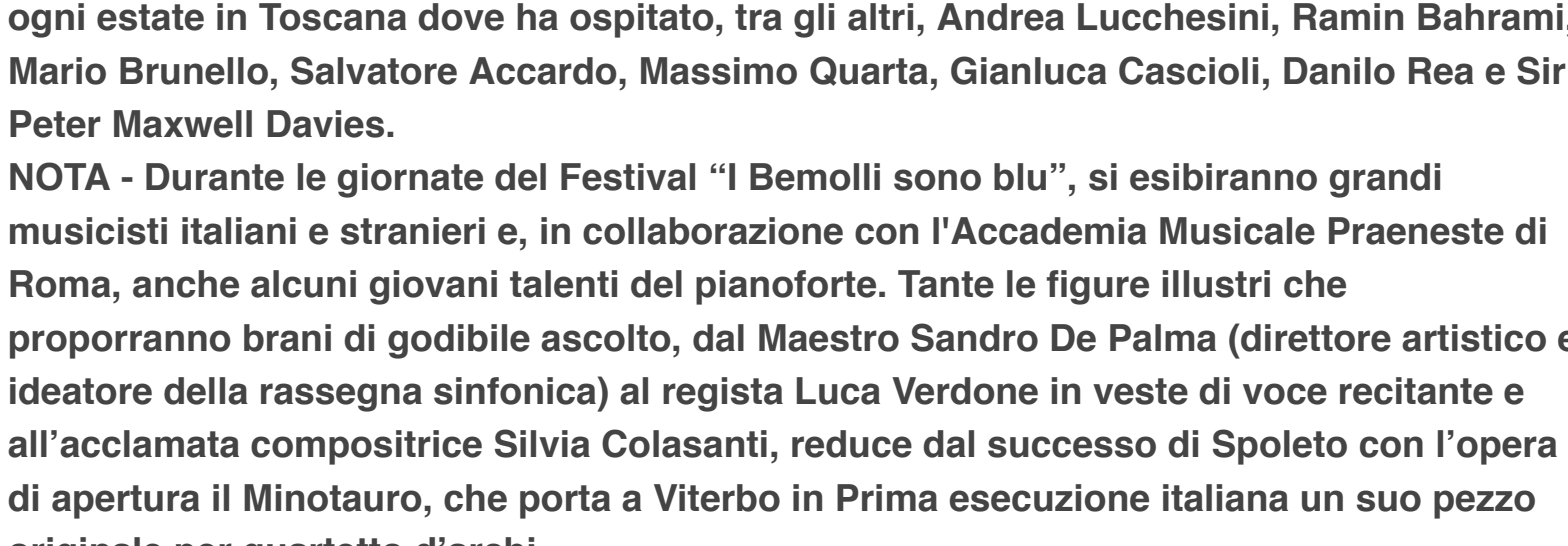 ogni estate in Toscana dove ha ospitato, tra gli altri, Andrea Lucchesini, Ramin Bahrami,
Mario Brunello, Salvatore Accardo, Massimo Quarta, Gianluca Cascioli, Danilo Rea e Sir
Peter Maxwell Davies.
NOTA - Durante le giornate del Festival “I Bemolli sono blu”, si esibiranno grandi
musicisti italiani e stranieri e, in collaborazione con l'Accademia Musicale Praeneste di
Roma, anche alcuni giovani talenti del pianoforte. Tante le figure illustri che
proporranno brani di godibile ascolto, dal Maestro Sandro De Palma (direttore artistico e
ideatore della rassegna sinfonica) al regista Luca Verdone in veste di voce recitante e
all’acclamata compositrice Silvia Colasanti, reduce dal successo di Spoleto con l’opera
di apertura il Minotauro, che porta a Viterbo in Prima esecuzione italiana un suo pezzo
originale per quartetto d’archi